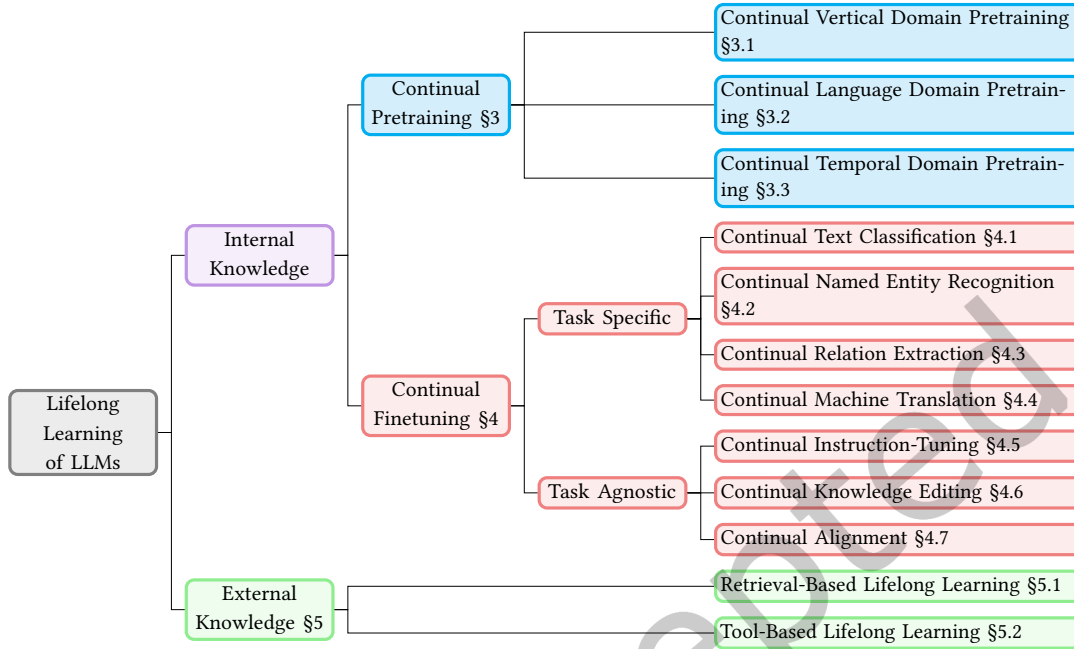 Lifelong
Learning
of LLMs
Internal
Knowledge
External
Knowledge §5
Continual
Pretraining §3
Continual
Finetuning §4
Task Specific
Task Agnostic
Continual Vertical Domain Pretraining
§3.1
Continual Language Domain Pretrain-
ing §3.2
Continual Temporal Domain Pretrain-
ing §3.3
Continual Text Classification §4.1
Continual Named Entity Recognition
§4.2
Continual Relation Extraction §4.3
Continual Machine Translation §4.4
Continual Instruction-Tuning §4.5
Continual Knowledge Editing §4.6
Continual Alignment §4.7
Retrieval-Based Lifelong Learning §5.1
Tool-Based Lifelong Learning §5.2
epted